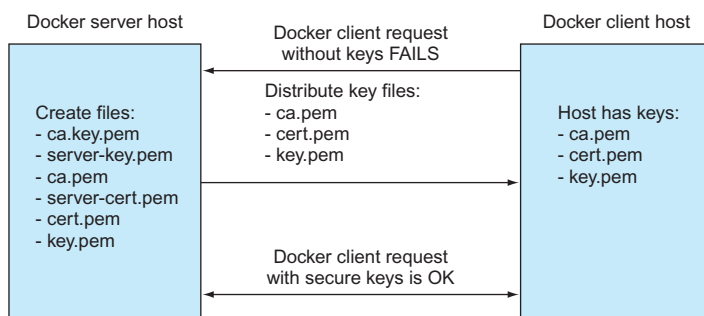 Docker server host
Docker client host
Docker client request
without keys FAILS
Create files:
- ca.key.pem
- server-key.pem
- ca.pem
- server-cert.pem
- cert.pem
- key.pem
Distribute key files:
- ca.pem
- cert.pem
- key.pem
Host has keys:
- ca.pem
- cert.pem
- key.pem
Docker client request
with secure keys is OK